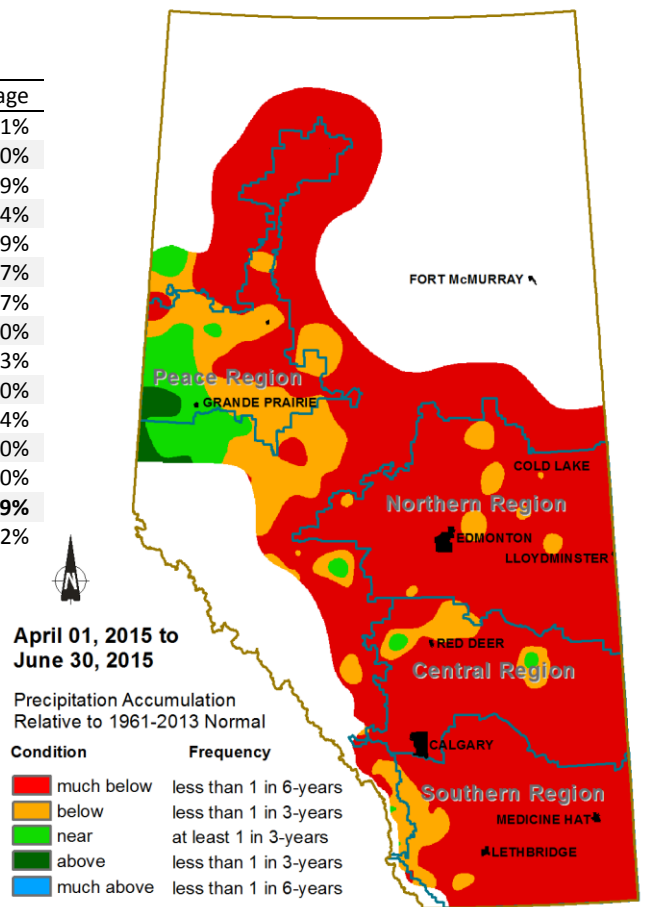 age
1%
0%
9%
4%
9%
7%
7%
0%
3%
0%
4%
0%
0%
9%
2%
FORT McMURRAY
Peace Region
GRANDE PRAIRIE
COLD LAKE
Northern Region
EDMONTON
LLOYDMINSTER
RED DEER
Central Region
CALGARY
Southern Region
MEDICINE HAT
LETHBRIDGE
N
April 01, 2015 to
June 30, 2015
Precipitation Accumulation
Relative to 1961-2013 Normal
Condition Frequency
much below less than 1 in 6-years
below less than 1 in 3-years
near at least 1 in 3-years
above less than 1 in 3-years
much above less than 1 in 6-years